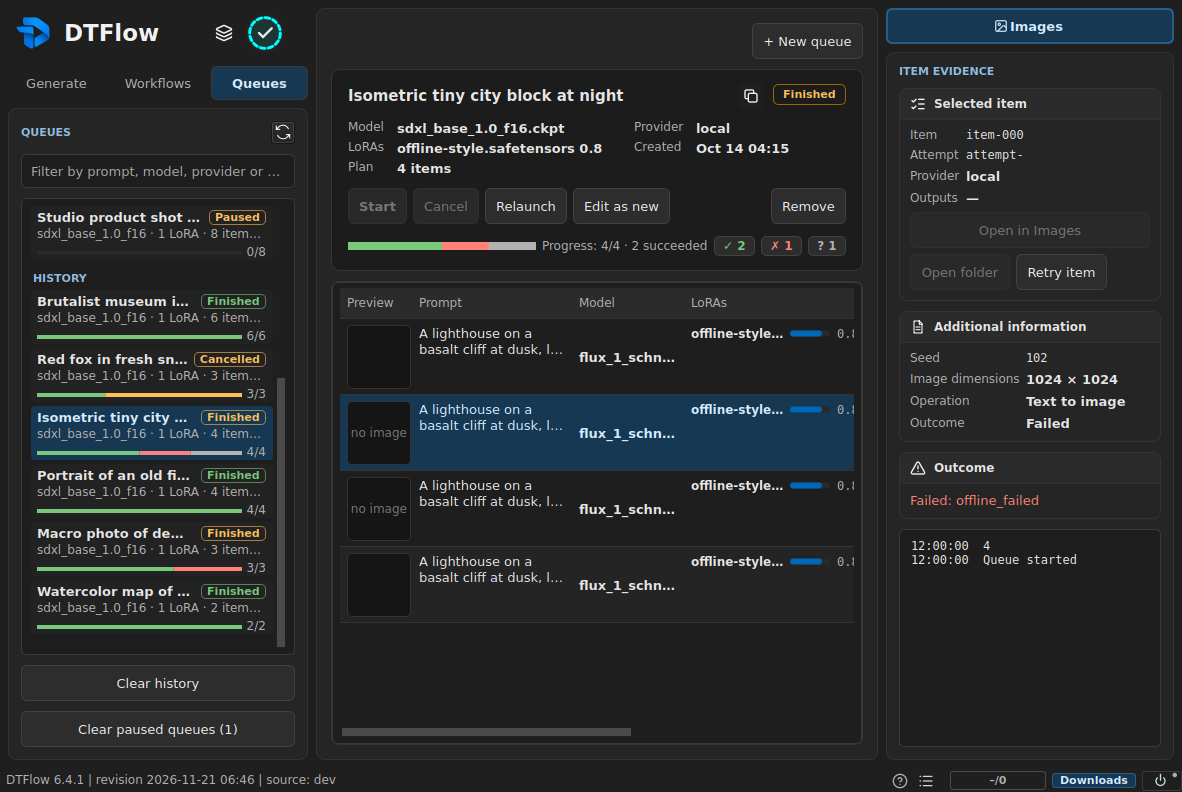 DTFlow
Generate
Workflows
Queues
QUEUES
Filter by prompt, model, provider or ...
Studio product shot ...
Paused
sdxl_base_1.0_f16 · 1 LoRA · 8 item...
0/8
HISTORY
Brutalist museum i...
Finished
sdxl_base_1.0_f16 · 1 LoRA · 6 item...
6/6
Red fox in fresh sn...
Cancelled
sdxl_base_1.0_f16 · 1 LoRA · 3 item...
3/3
Isometric tiny city ...
Finished
sdxl_base_1.0_f16 · 1 LoRA · 4 item...
4/4
Portrait of an old fi...
Finished
sdxl_base_1.0_f16 · 1 LoRA · 4 item...
4/4
Macro photo of de...
Finished
sdxl_base_1.0_f16 · 1 LoRA · 3 item...
3/3
Watercolor map of ...
Finished
sdxl_base_1.0_f16 · 1 LoRA · 2 item...
2/2
Clear history
Clear paused queues (1)
+ New queue
Isometric tiny city block at night
Finished
Model sdxl_base_1.0_f16.ckpt
Provider local
LoRAs offline-style.safetensors 0.8
Created Oct 14 04:15
Plan 4 items
Start
Cancel
Relaunch
Edit as new
Remove
Progress: 4/4 · 2 succeeded
✓ 2
✗ 1
? 1
Preview
Prompt
Model
LoRAs
A lighthouse on a
basalt cliff at dusk, l...
flux_1_schn...
offline-style...
0.8
no image
A lighthouse on a
basalt cliff at dusk, l...
flux_1_schn...
offline-style...
0.8
no image
A lighthouse on a
basalt cliff at dusk, l...
flux_1_schn...
offline-style...
0.8
A lighthouse on a
basalt cliff at dusk, l...
flux_1_schn...
offline-style...
0.8
Images
ITEM EVIDENCE
Selected item
Item item-000
Attempt attempt-
Provider local
Outputs —
Open in Images
Open folder
Retry item
Additional information
Seed 102
Image dimensions 1024 × 1024
Operation Text to image
Outcome Failed
Outcome
Failed: offline_failed
12:00:00 4
12:00:00 Queue started
DTFlow 6.4.1 | revision 2026-11-21 06:46 | source: dev
–/0
Downloads